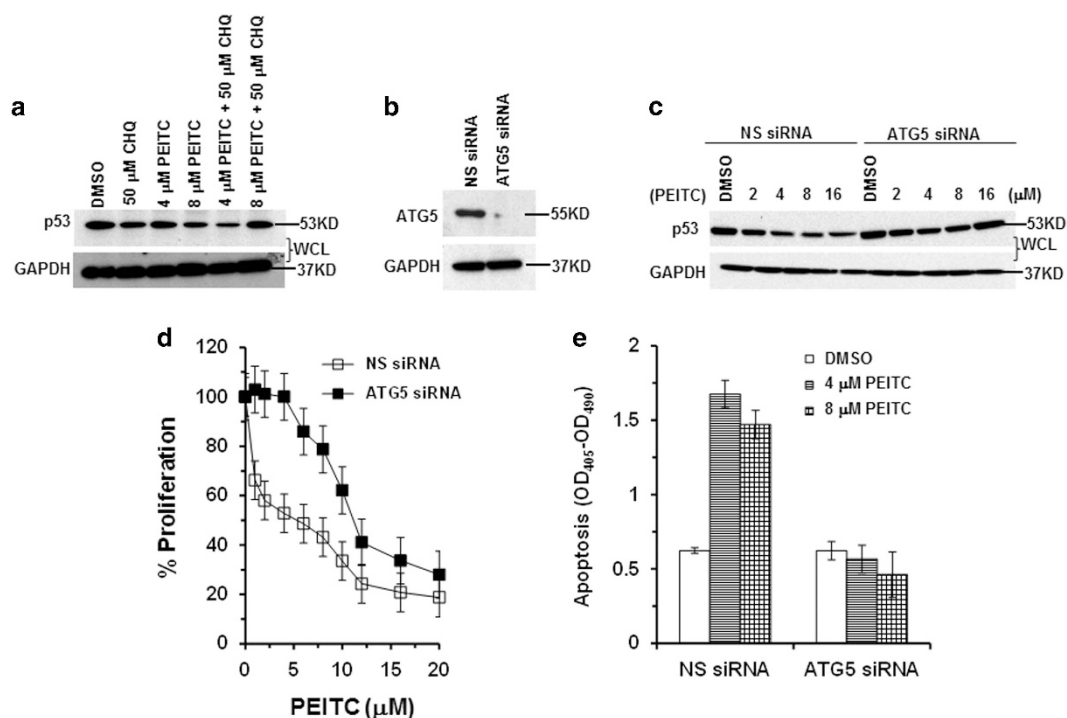 a
DMSO
50 µM CHQ
4 µM PEITC
8 µM PEITC
4 µM PEITC + 50 µM CHQ
8 µM PEITC + 50 µM CHQ
p53
53KD
WCL
GAPDH
37KD
b
NS siRNA
ATG5 siRNA
ATG5
55KD
GAPDH
37KD
c
NS siRNA
ATG5 siRNA
(PEITC) DMSO 2 4 8 16 DMSO 2 4 8 16 (µM)
p53
53KD
WCL
GAPDH
37KD
d
120
100
80
60
40
20
0
% Proliferation
NS siRNA
ATG5 siRNA
0 5 10 15 20
PEITC (µM)
e
2
1.5
1
0.5
0
Apoptosis (OD405-OD490)
DMSO
4 µM PEITC
8 µM PEITC
NS siRNA ATG5 siRNA